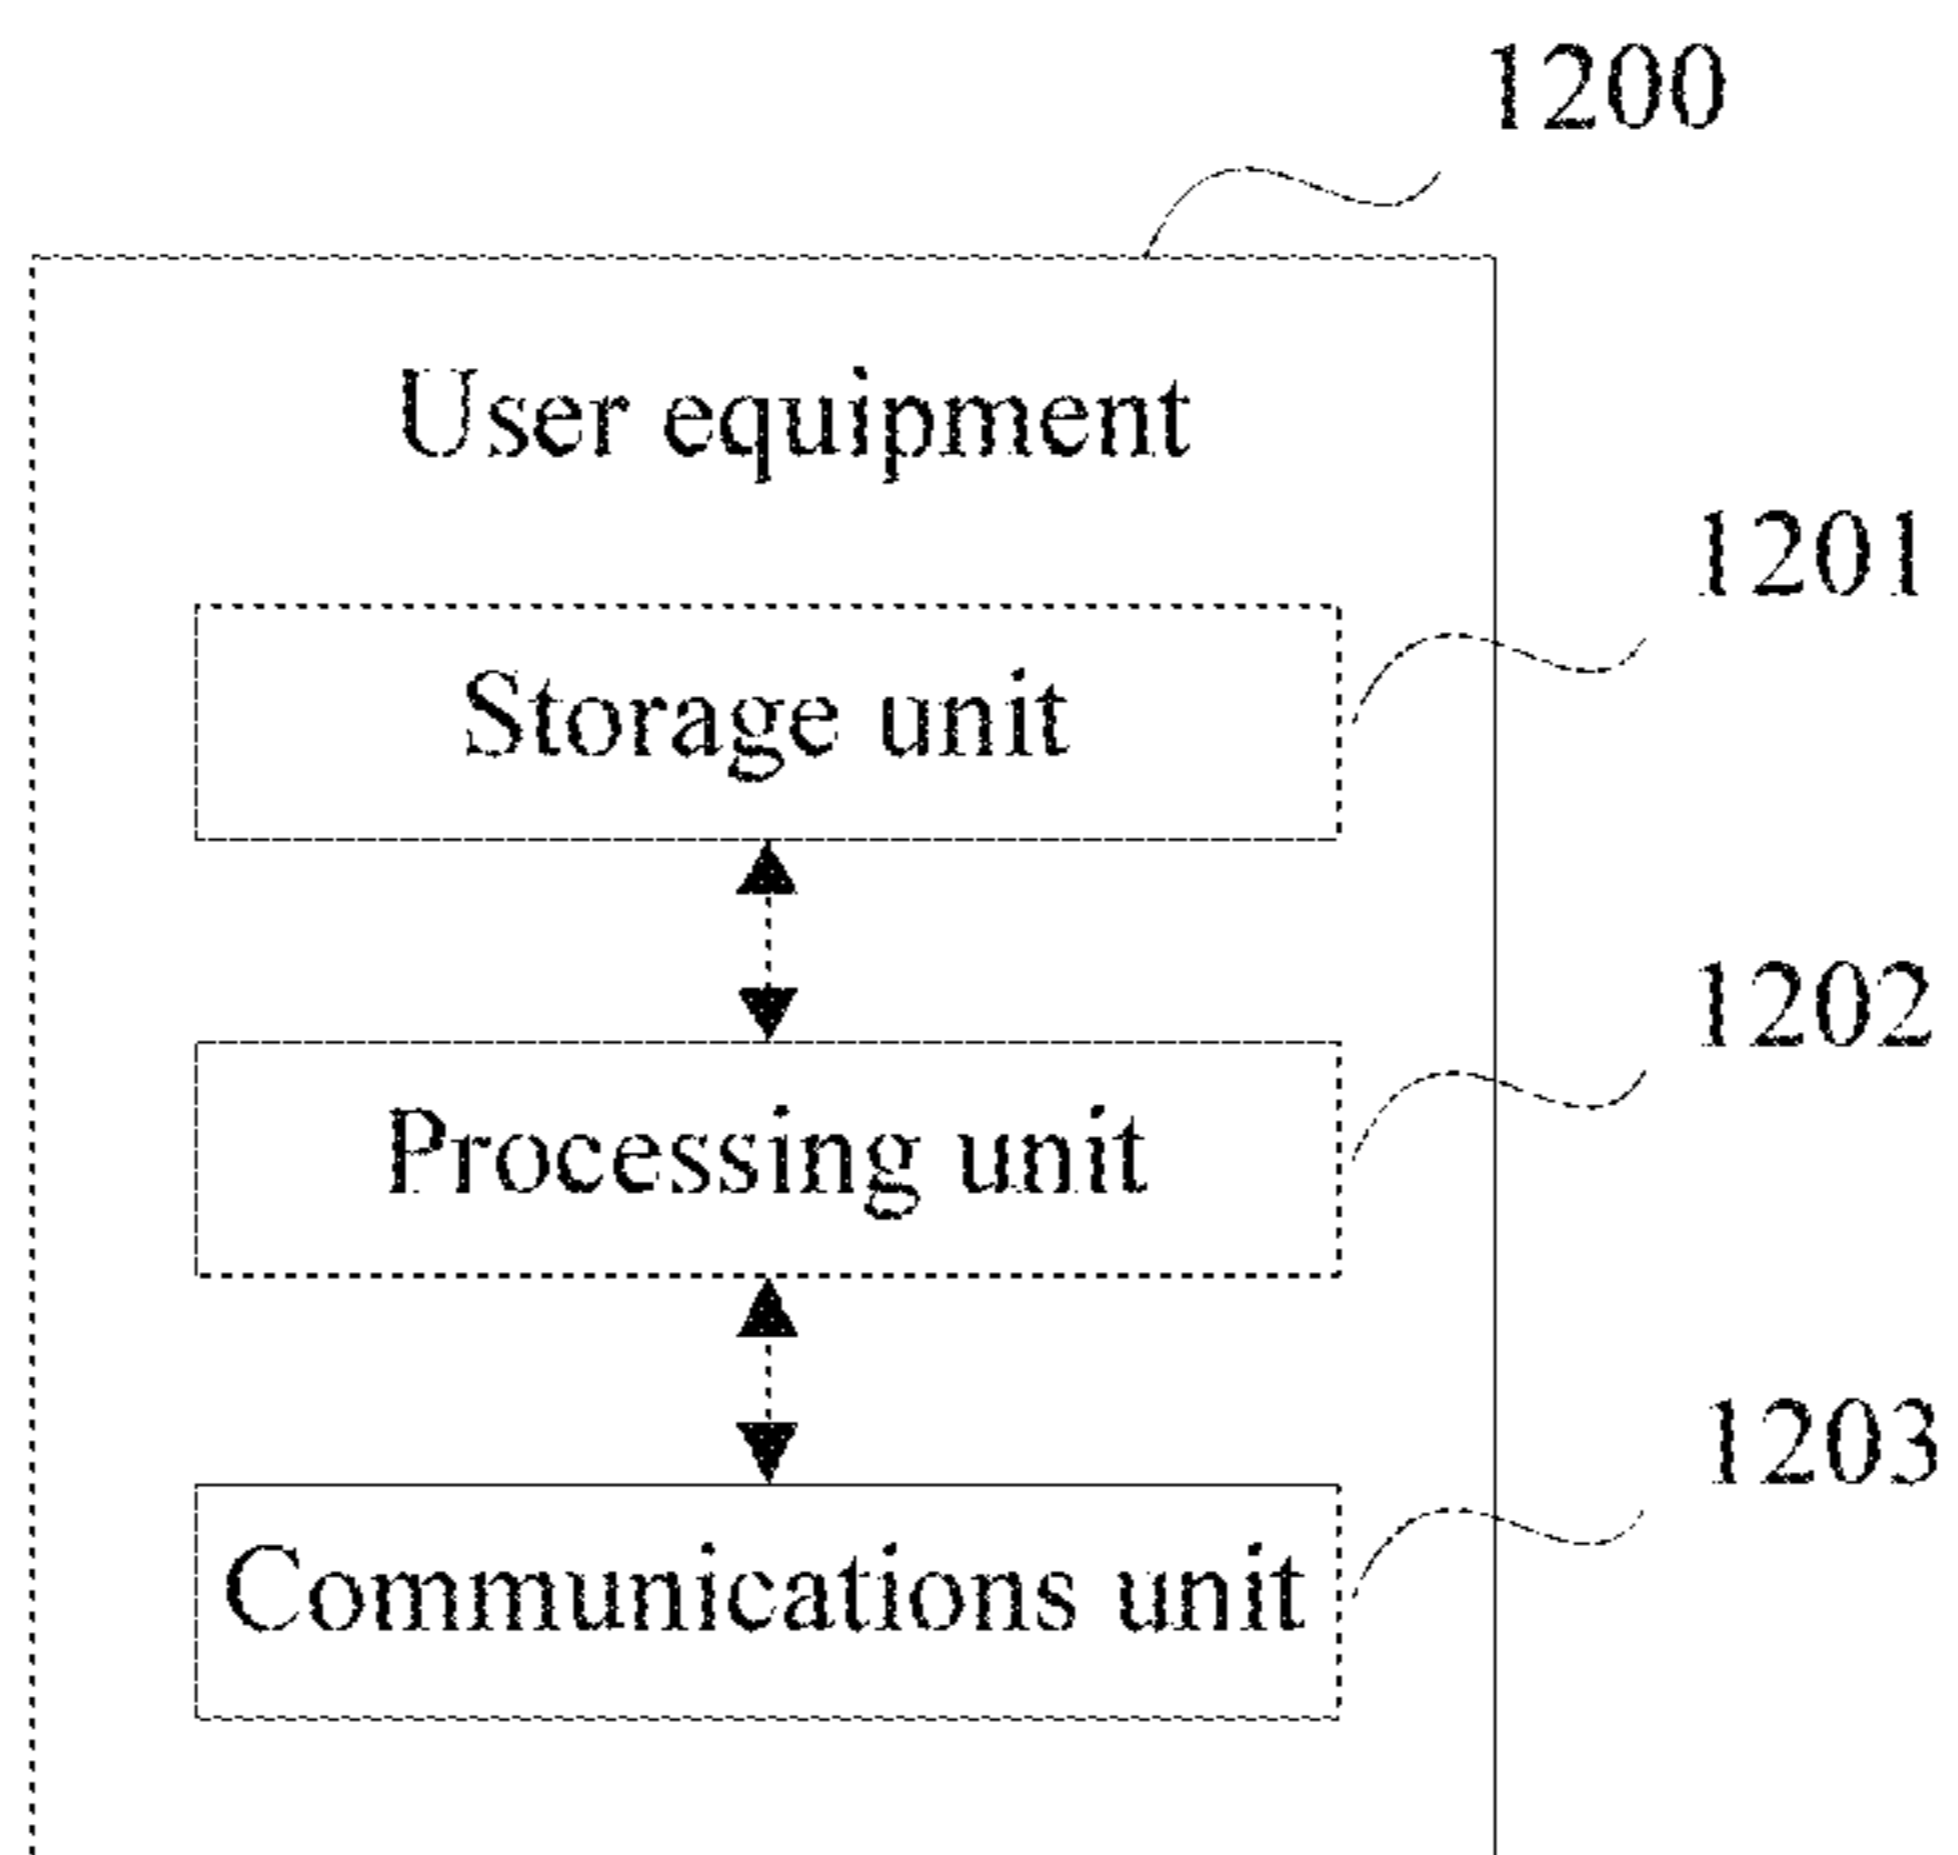 1200
User equipment
1201
Storage unit
1202
Processing unit
1203
Communications unit